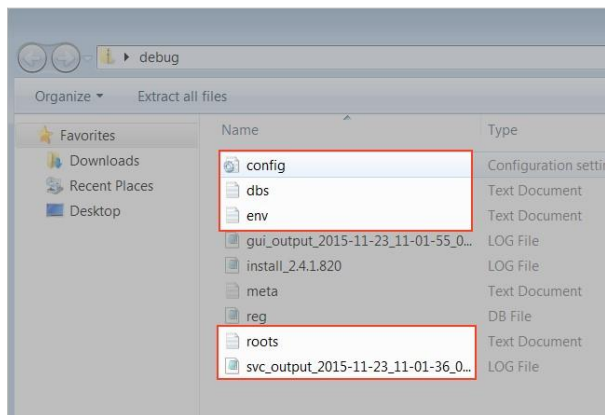 debug
Organize Extract all files
Favorites
Downloads
Recent Places
Desktop
Name Type
config Configuration settin
dbs Text Document
env Text Document
gui_output_2015-11-23_11-01-55_0... LOG File
install_2.4.1.820 LOG File
meta Text Document
reg DB File
roots Text Document
svc_output_2015-11-23_11-01-36_0... LOG File